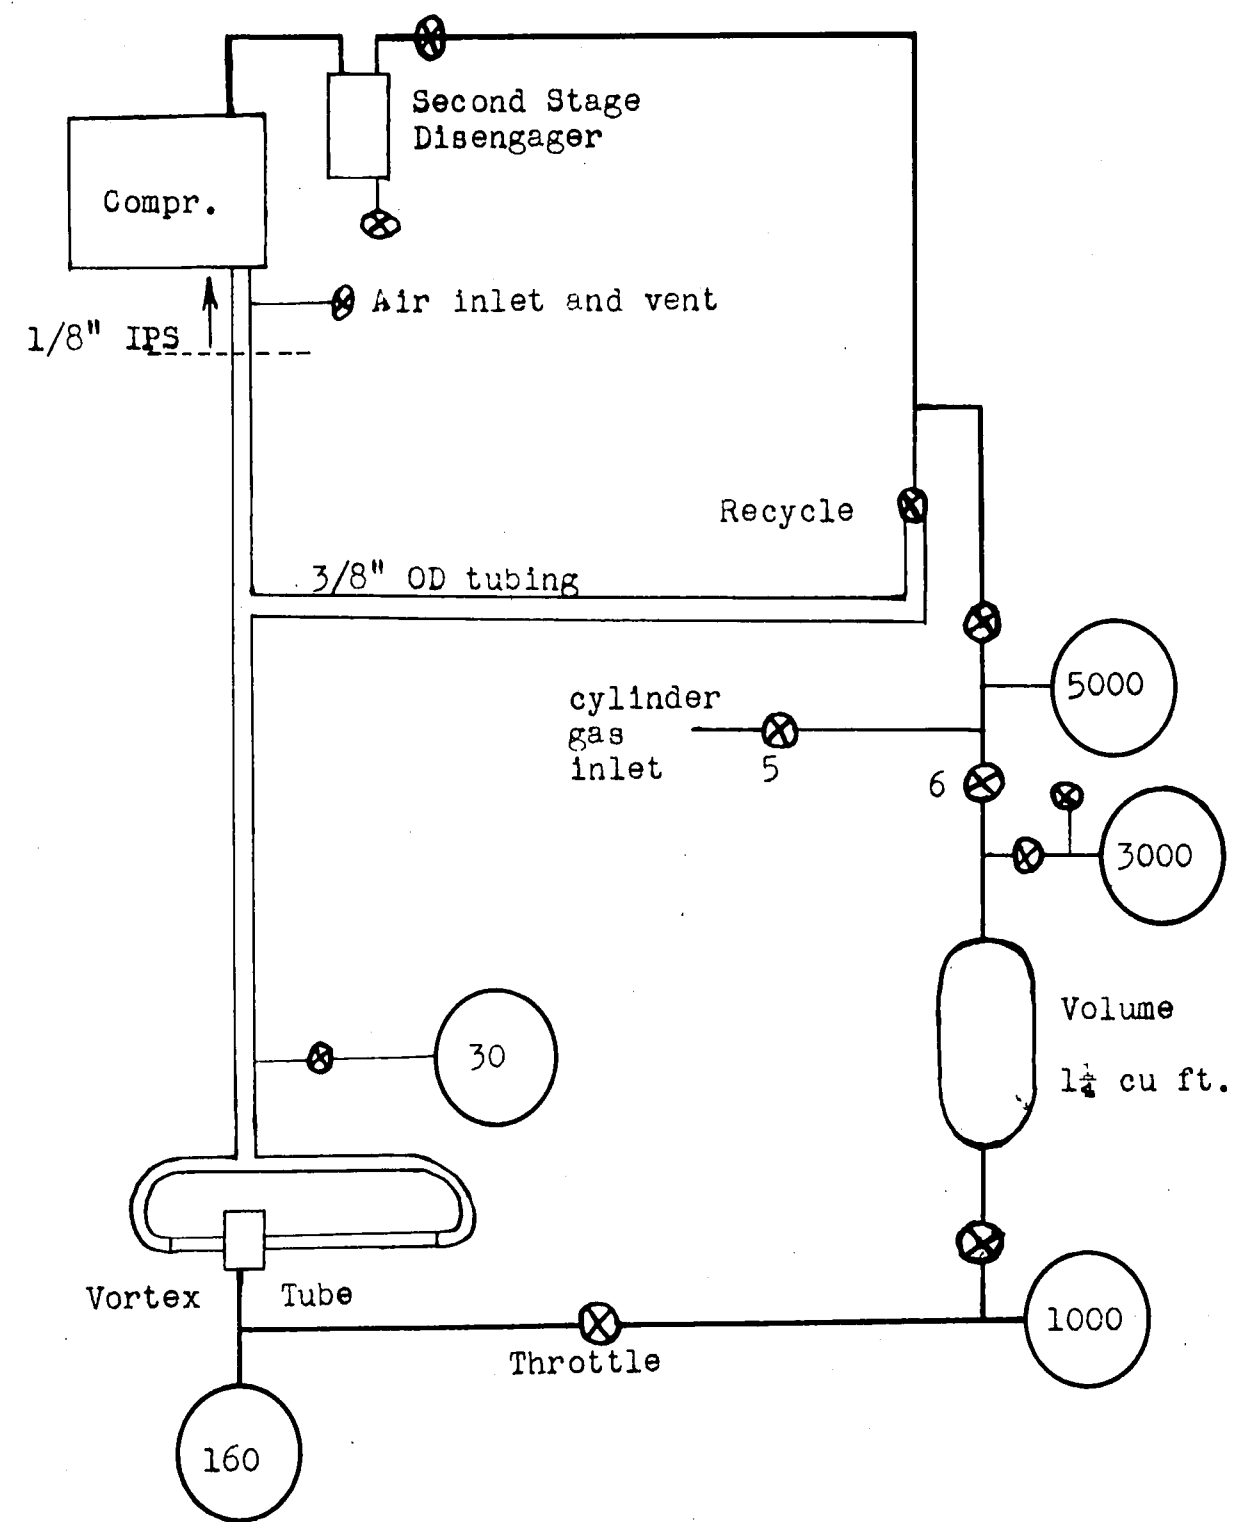 Second Stage
Disengager
Compr.
Air inlet and vent
1/8" IPS
Recycle
3/8" OD tubing
5000
cylinder
gas
inlet
5
6
3000
Volume
1¼ cu ft.
30
Vortex Tube
1000
Throttle
160